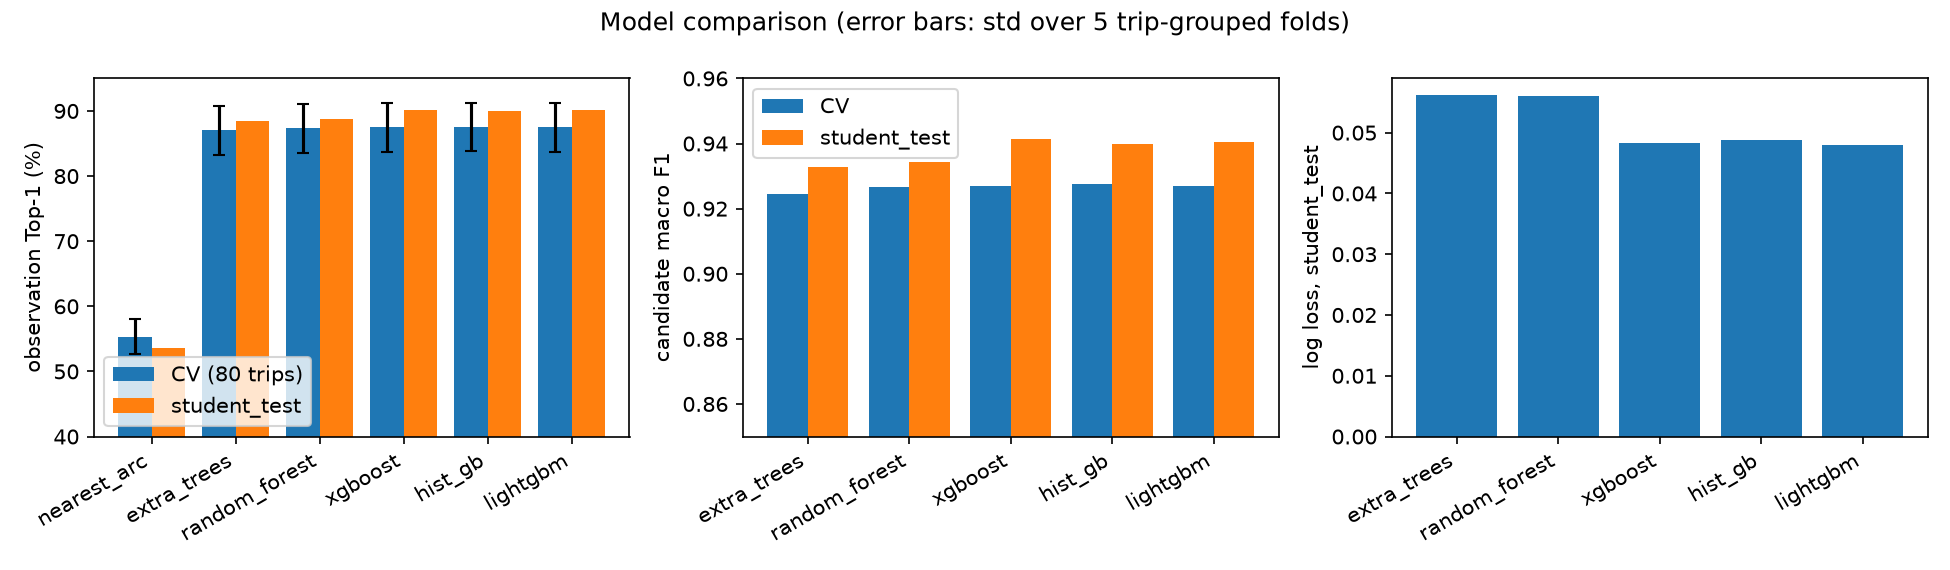 Model comparison (error bars: std over 5 trip-grouped folds)
observation Top-1 (%)
90
80
70
60
50
40
CV (80 trips)
student_test
nearest_arc
extra_trees
random_forest
xgboost
hist_gb
lightgbm
candidate macro F1
0.96
0.94
0.92
0.90
0.88
0.86
CV
student_test
extra_trees
random_forest
xgboost
hist_gb
lightgbm
log loss, student_test
0.05
0.04
0.03
0.02
0.01
0.00
extra_trees
random_forest
xgboost
hist_gb
lightgbm